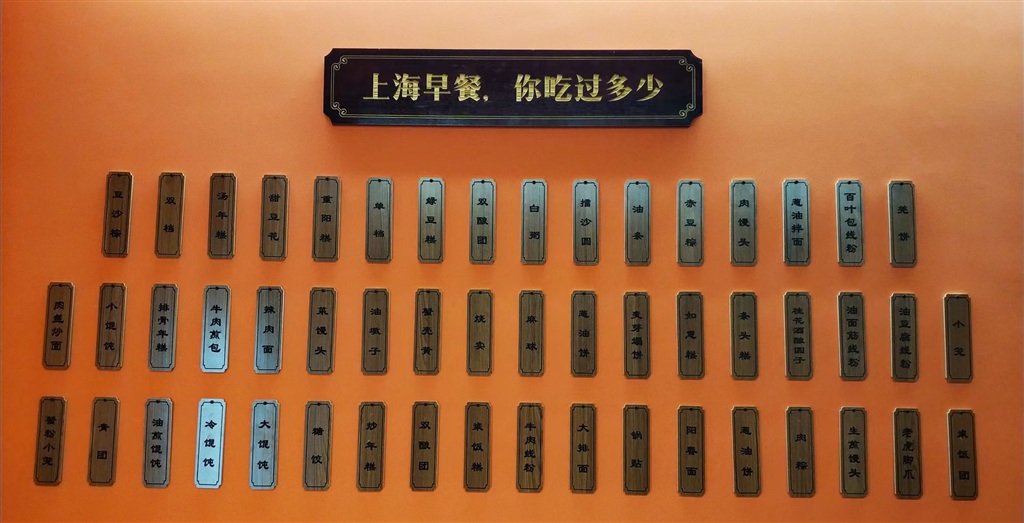 上海早餐,你吃过多少
豆沙粽
双档
汤年糕
甜豆花
重阳糕
单档
绿豆糕
双酿团
白粥
擂沙圆
油条
赤豆粽
肉馒头
葱油拌面
百叶包线粉
羌饼
肉丝炒面
小馄饨
排骨年糕
牛肉煎包
辣肉面
菜馒头
油墩子
蟹壳黄
烧卖
麻球
葱油饼
麦芽塌饼
如意糕
条头糕
桂花酒酿圆子
油面筋线粉
油豆腐线粉
小笼
蟹粉小笼
青团
油煎馄饨
冷馄饨
大馄饨
糖饺
炒年糕
双酿团
粢饭糕
牛肉线粉
大排面
锅贴
阳春面
葱油饼
肉粽
生煎馒头
老虎脚爪
粢饭团